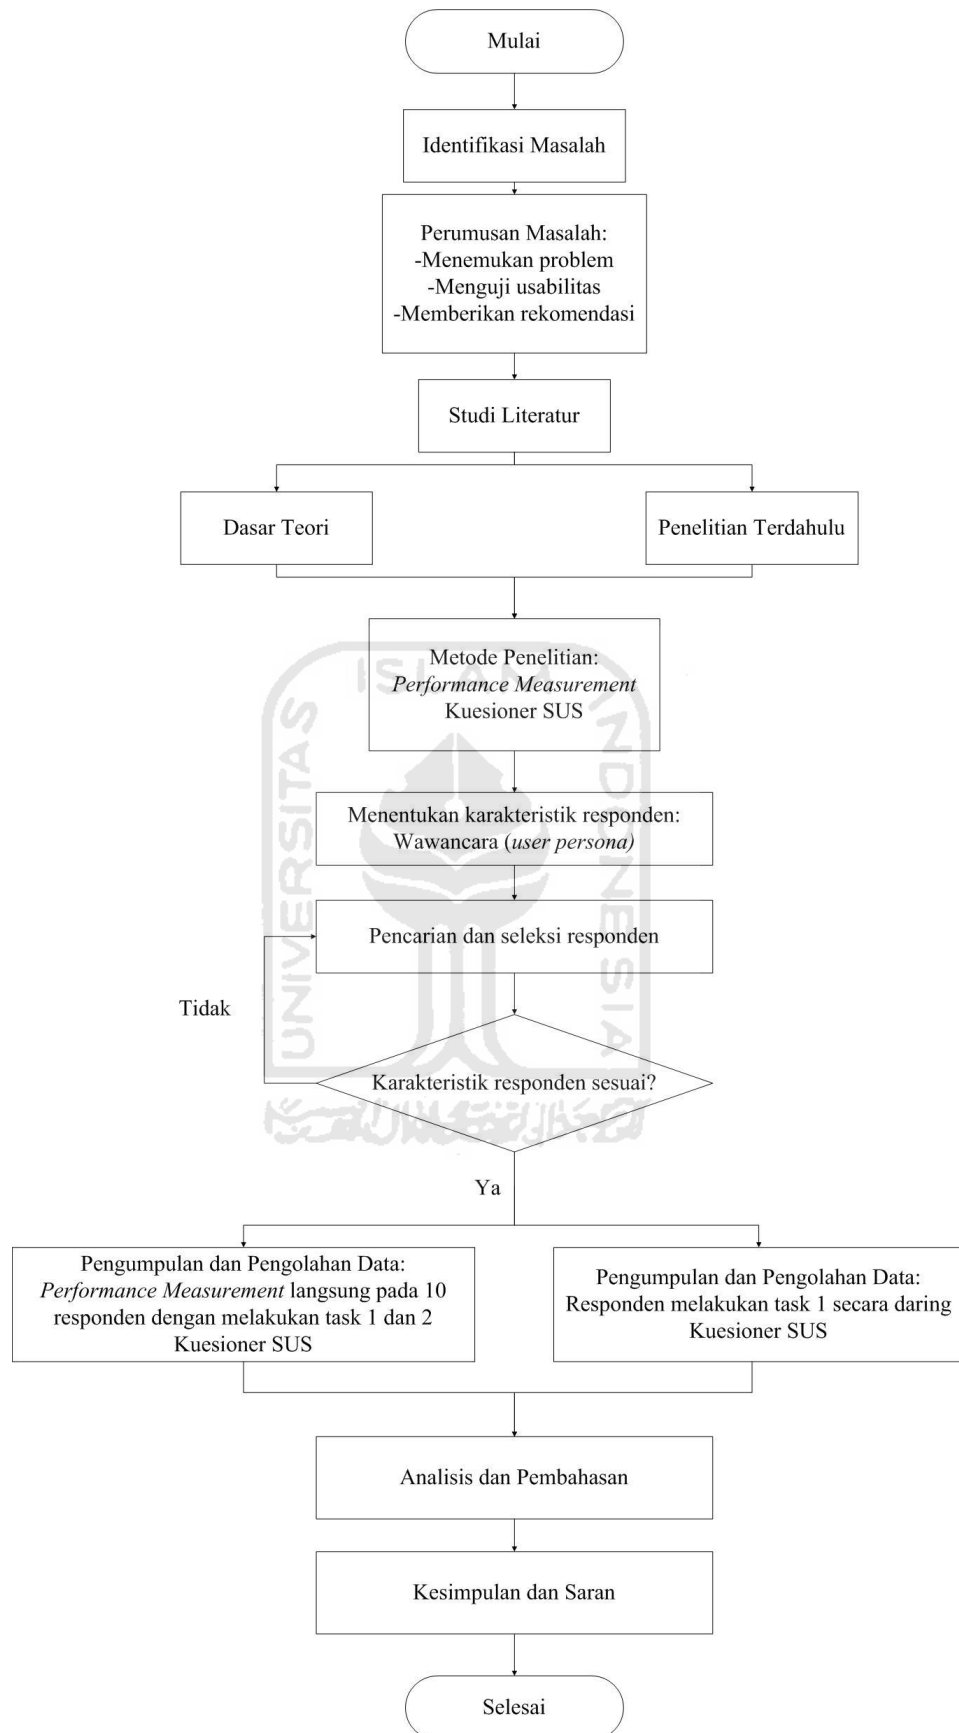 Mulai
Identifikasi Masalah
Perumusan Masalah:
-Menemukan problem
-Menguji usabilitas
-Memberikan rekomendasi
Studi Literatur
Dasar Teori
Penelitian Terdahulu
Metode Penelitian:
Performance Measurement
Kuesioner SUS
Menentukan karakteristik responden:
Wawancara (user persona)
Pencarian dan seleksi responden
Tidak
Karakteristik responden sesuai?
Ya
Pengumpulan dan Pengolahan Data:
Performance Measurement langsung pada 10
responden dengan melakukan task 1 dan 2
Kuesioner SUS
Pengumpulan dan Pengolahan Data:
Responden melakukan task 1 secara daring
Kuesioner SUS
Analisis dan Pembahasan
Kesimpulan dan Saran
Selesai
UNIVERSITAS
ISLAM
INDONESIA